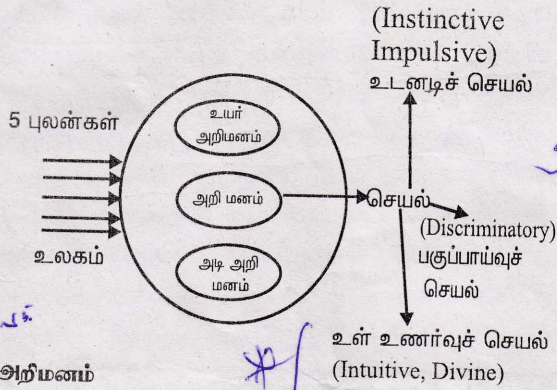 (Instinctive
Impulsive)
உடனடிச் செயல்
5 புலன்கள்
உயர்
அறிமனம்
அறி மனம்
செயல்
(Discriminatory)
பகுப்பாய்வுச்
செயல்
உலகம்
அடி அறி
மனம்
உள் உணர்வுச் செயல்
(Intuitive, Divine)
அறிமனம்